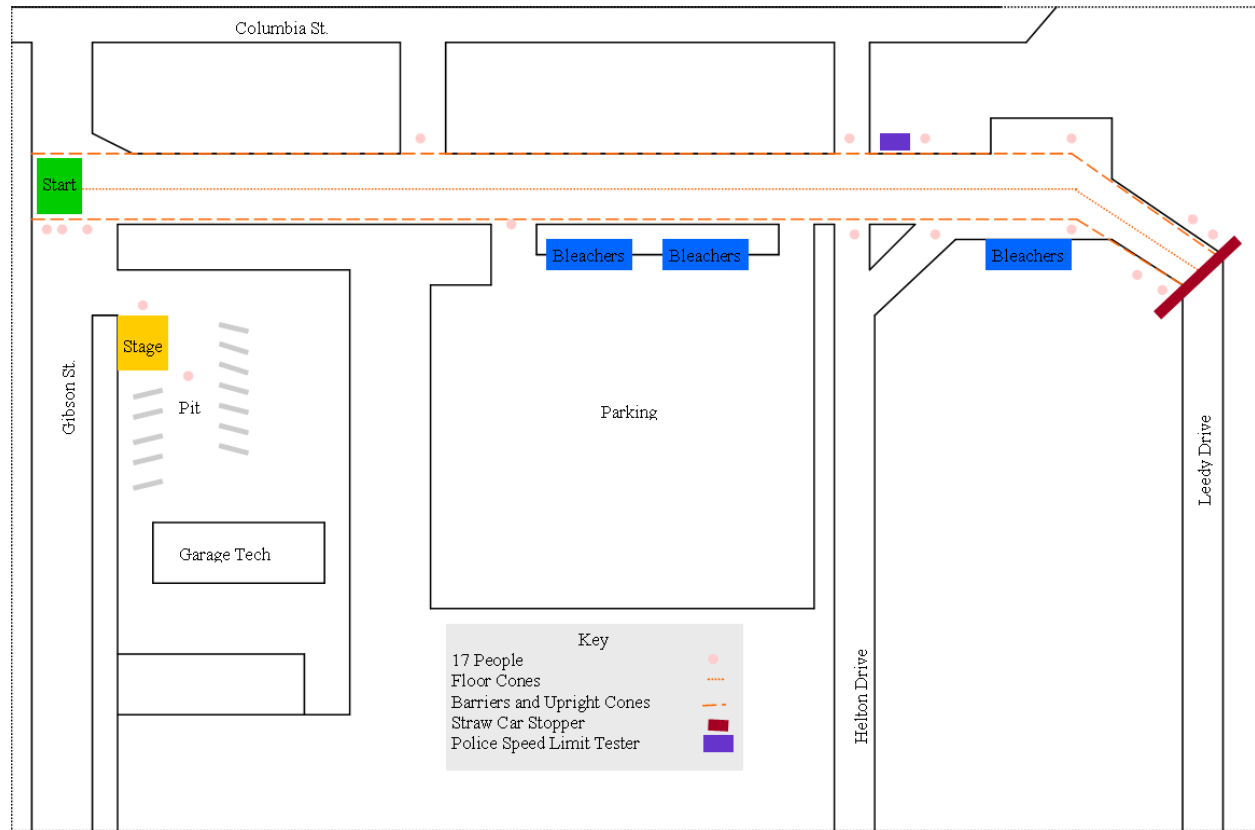 Columbia St.
Start
Bleachers
Bleachers
Bleachers
Stage
Gibson St.
Pit
Parking
Leedy Drive
Garage Tech
Helton Drive
Key
17 People
Floor Cones
Barriers and Upright Cones
Straw Car Stopper
Police Speed Limit Tester